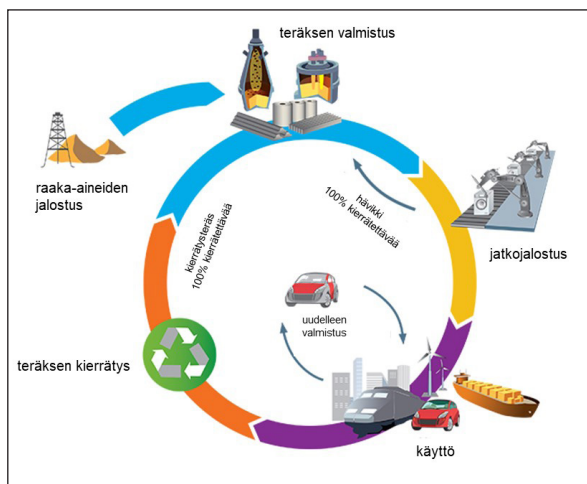 teräksen valmistus
raaka-aineiden
jalostus
hävikki
100% kierrätettävää
jatkojalostus
kierrätysteräs
100% kierrätettävää
uudelleen
valmistus
teräksen kierrätys
käyttö